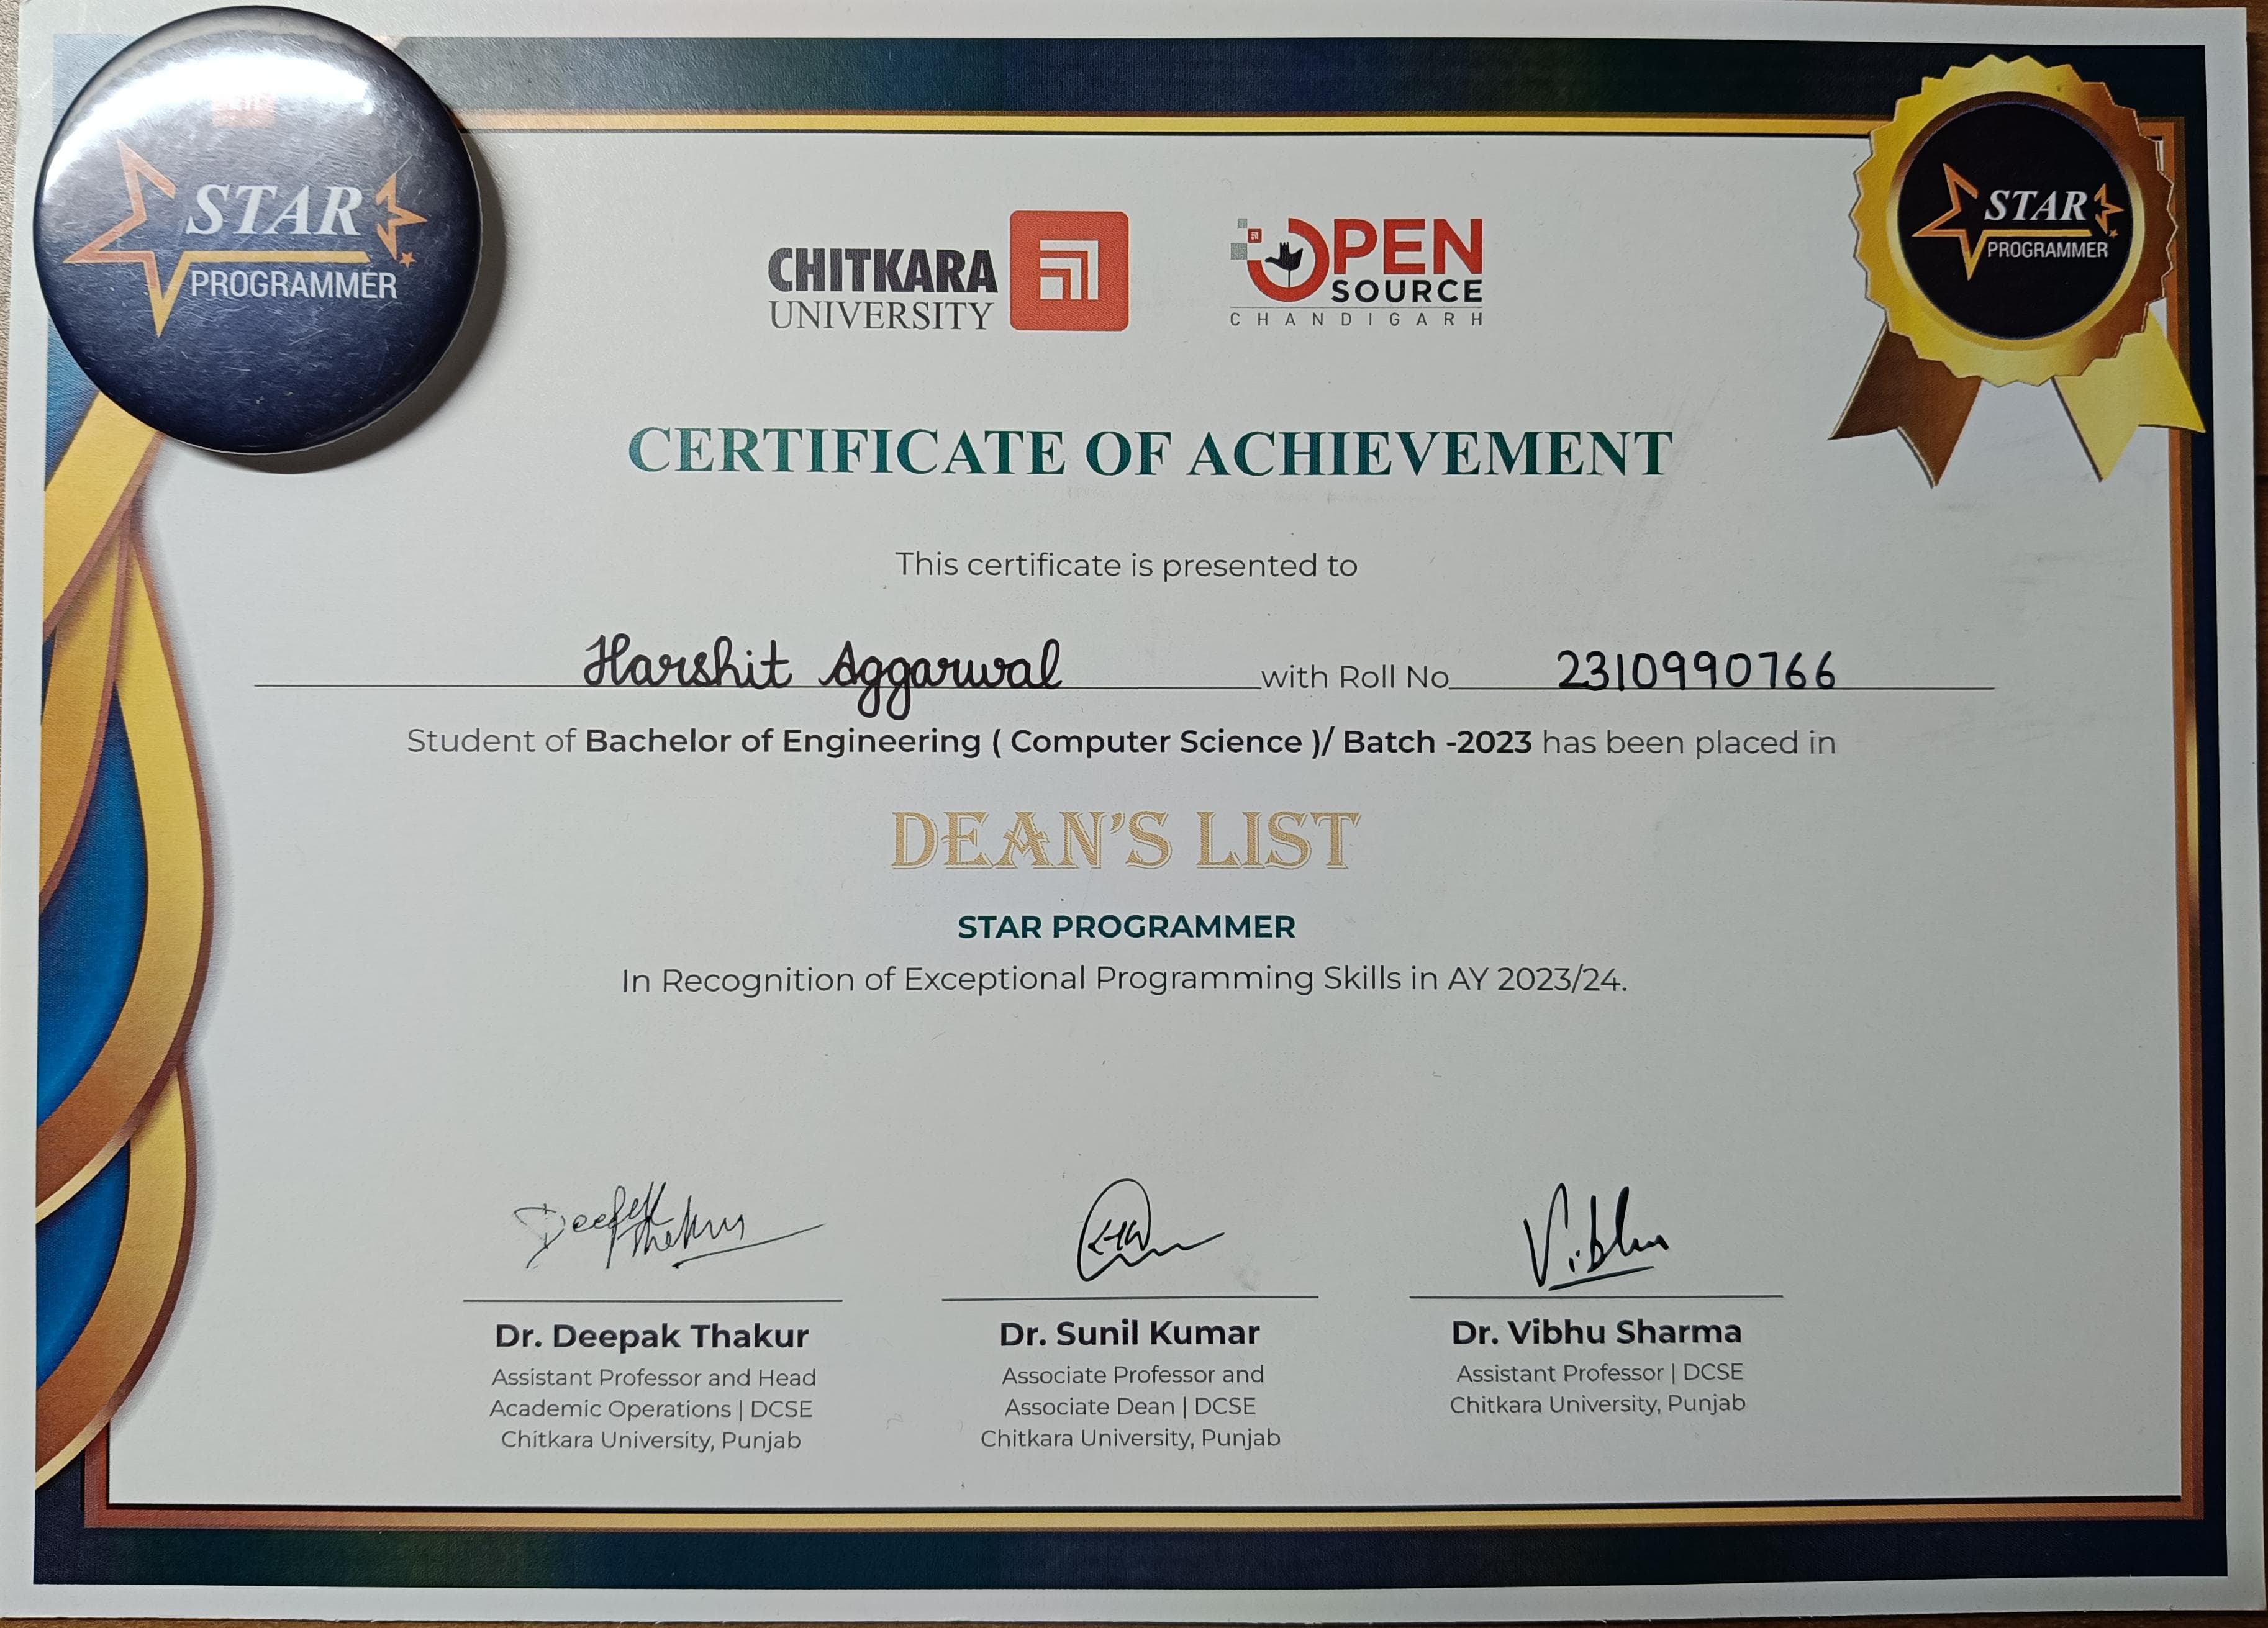 STAR
PROGRAMMER
STAR
PROGRAMMER
CHITKARA
UNIVERSITY
OPEN
SOURCE
CHANDIGARH
CERTIFICATE OF ACHIEVEMENT
This certificate is presented to
Harshit Aggarwal with Roll No 2310990766
Student of Bachelor of Engineering ( Computer Science )/ Batch -2023 has been placed in
DEAN'S LIST
STAR PROGRAMMER
In Recognition of Exceptional Programming Skills in AY 2023/24.
Deepak
Thakur
Vibhu
Dr. Deepak Thakur
Assistant Professor and Head
Academic Operations | DCSE
Chitkara University, Punjab
Dr. Sunil Kumar
Associate Professor and
Associate Dean | DCSE
Chitkara University, Punjab
Dr. Vibhu Sharma
Assistant Professor | DCSE
Chitkara University, Punjab